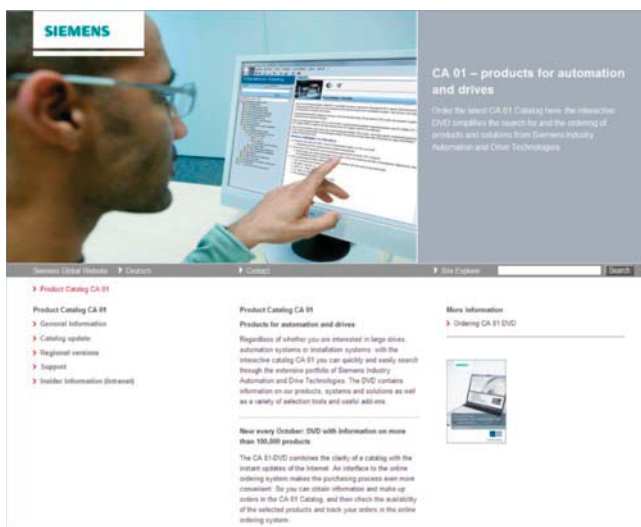 SIEMENS
CA 01 – products for automation
and drives
Order the latest CA 01 Catalog here: the interactive
DVD simplifies the search for and the ordering of
products and solutions from Siemens Industry
Automation and Drive Technologies
Siemens Global Website
Deutsch
Contact
Site Explorer
Search
Product Catalog CA 01
Product Catalog CA 01
General Information
Catalog update
Regional versions
Support
Insider Information (Intranet)
Product Catalog CA 01
Products for automation and drives
Regardless of whether you are interested in large drives,
automation systems or installation systems: with the
interactive catalog CA 01 you can quickly and easily search
through the extensive portfolio of Siemens Industry
Automation and Drive Technologies. The DVD contains
information on our products, systems and solutions as well
as a variety of selection tools and useful add-ons.
New every October: DVD with information on more
than 100,000 products
The CA 01-DVD combines the clarity of a catalog with the
instant updates of the Internet. An interface to the online
ordering system makes the purchasing process even more
convenient. So you can obtain information and make up
orders in the CA 01 Catalog, and then check the availability
of the selected products and track your orders in the online
ordering system.
More information
Ordering CA 01-DVD